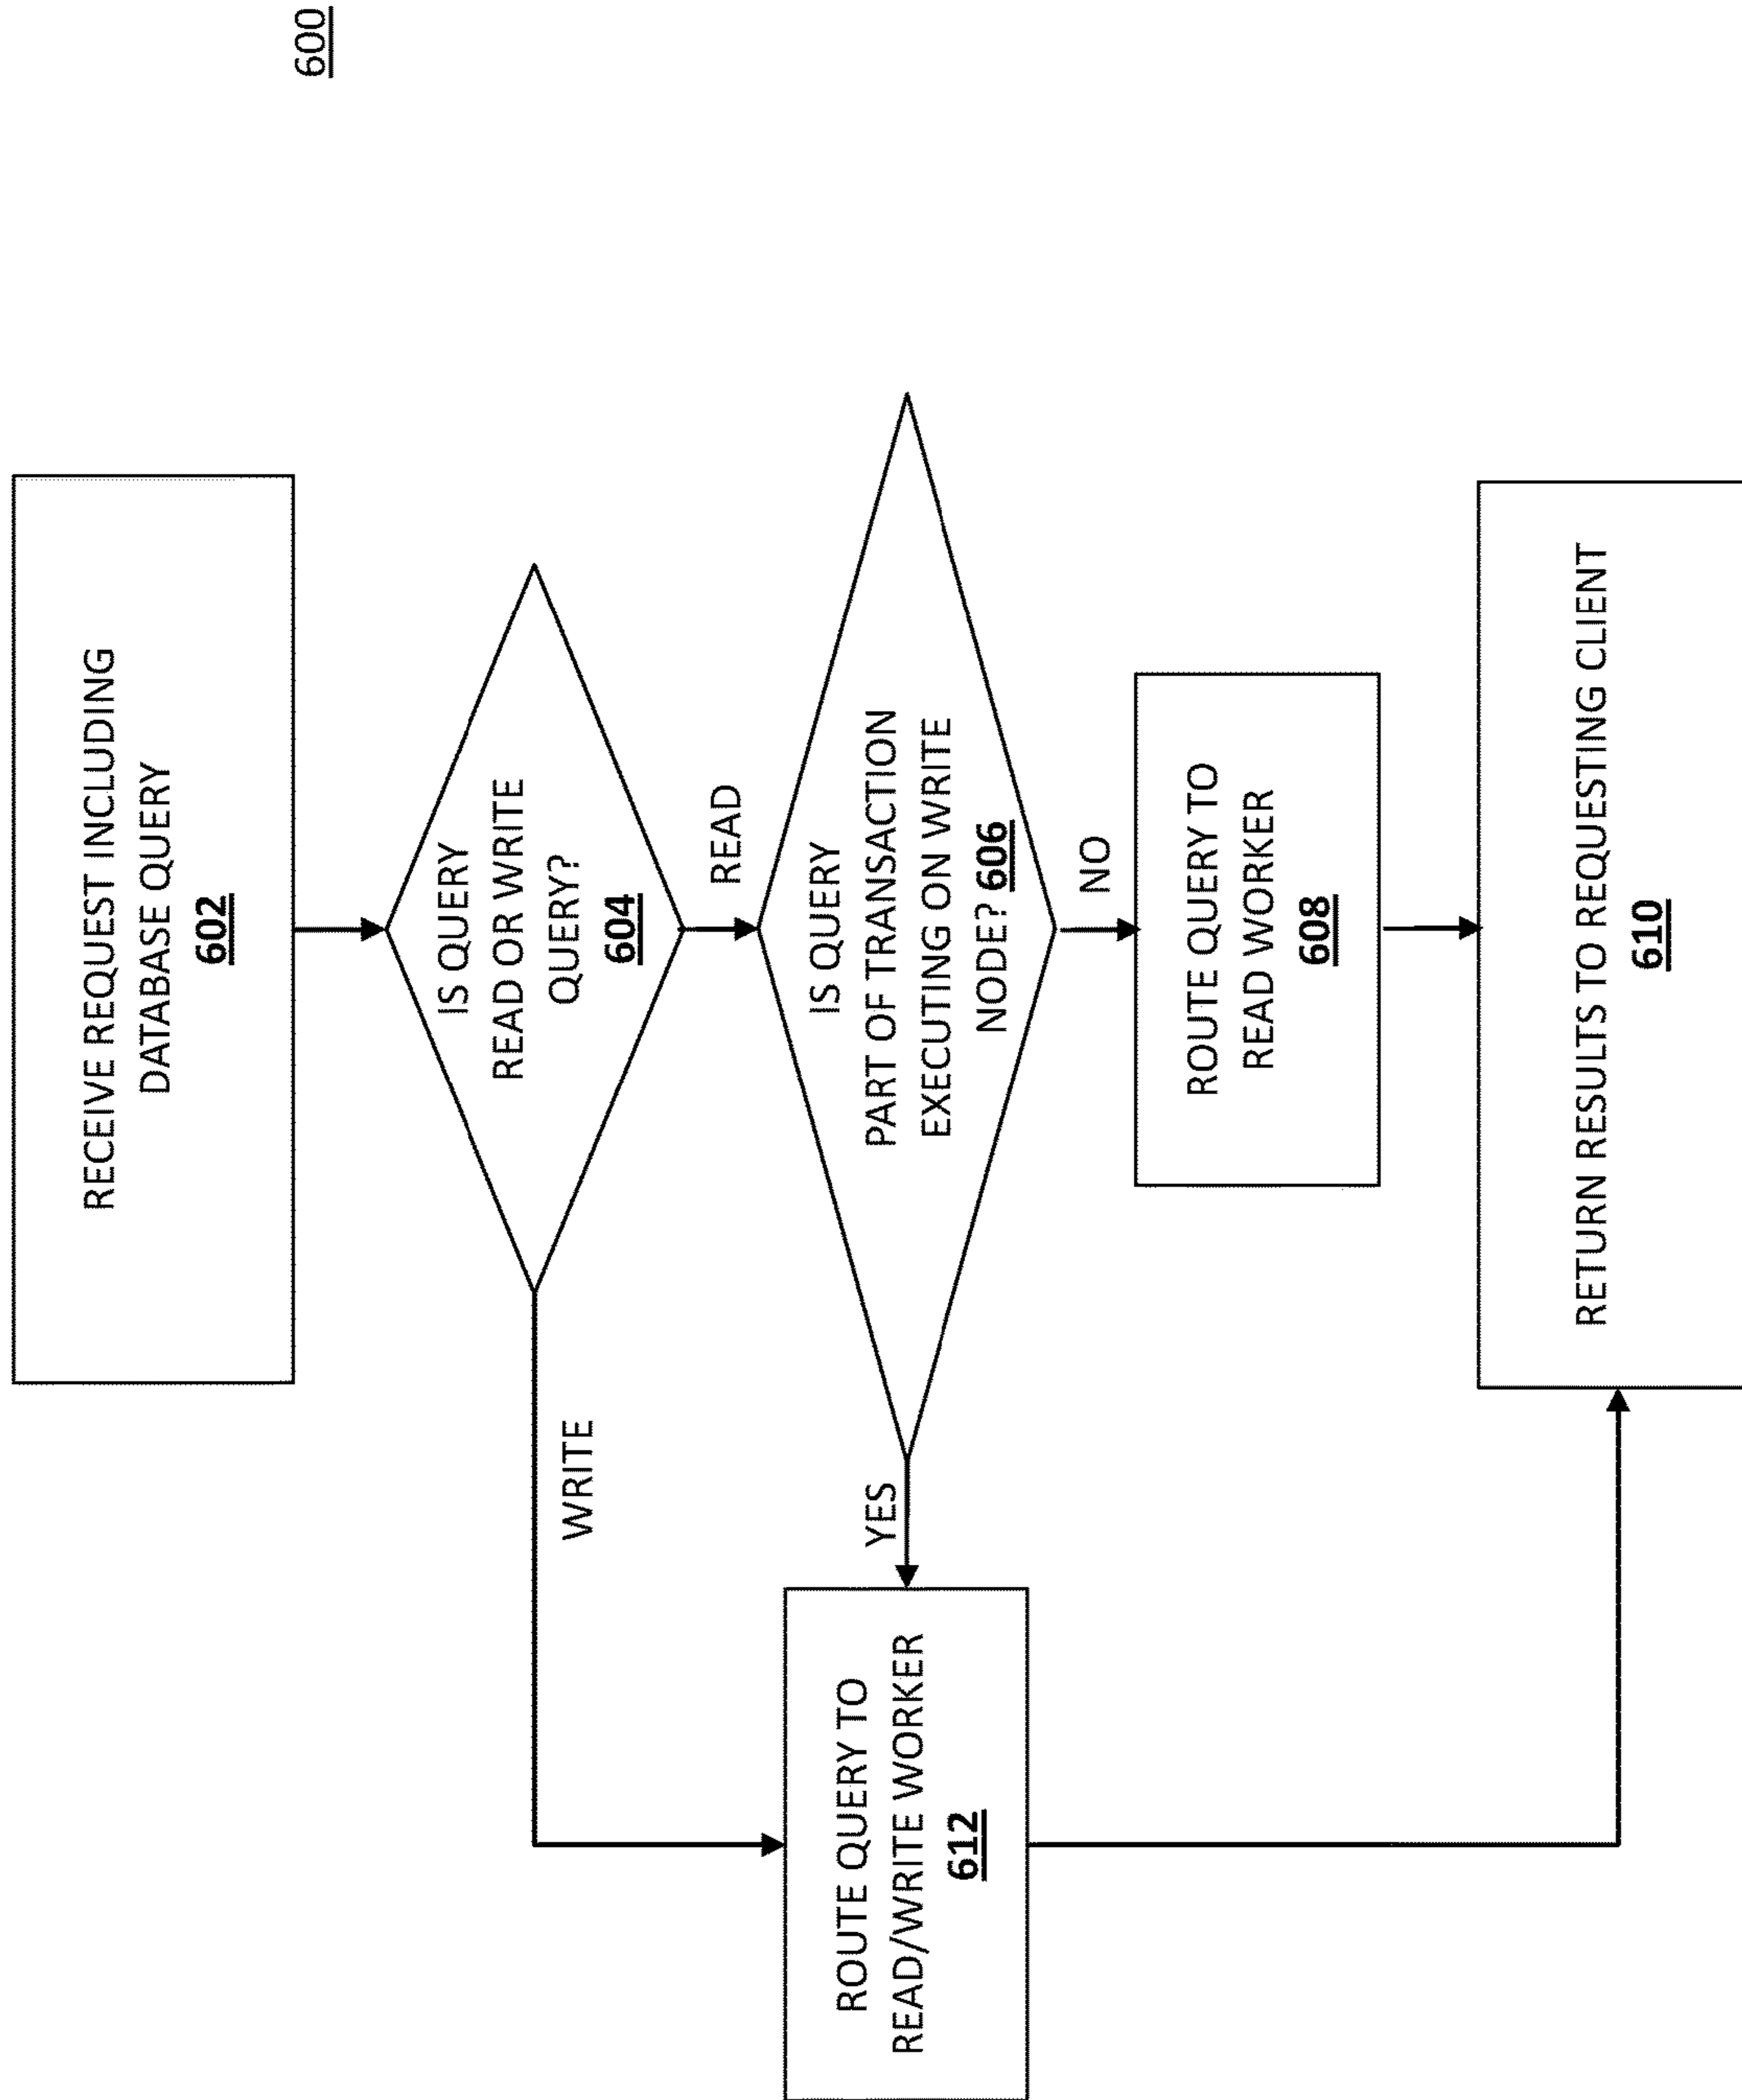 600
RECEIVE REQUEST INCLUDING
DATABASE QUERY
602
IS QUERY
READ OR WRITE
QUERY?
604
READ
WRITE
IS QUERY
PART OF TRANSACTION
EXECUTING ON WRITE
NODE? 606
YES
NO
ROUTE QUERY TO
READ/WRITE WORKER
612
ROUTE QUERY TO
READ WORKER
608
RETURN RESULTS TO REQUESTING CLIENT
610